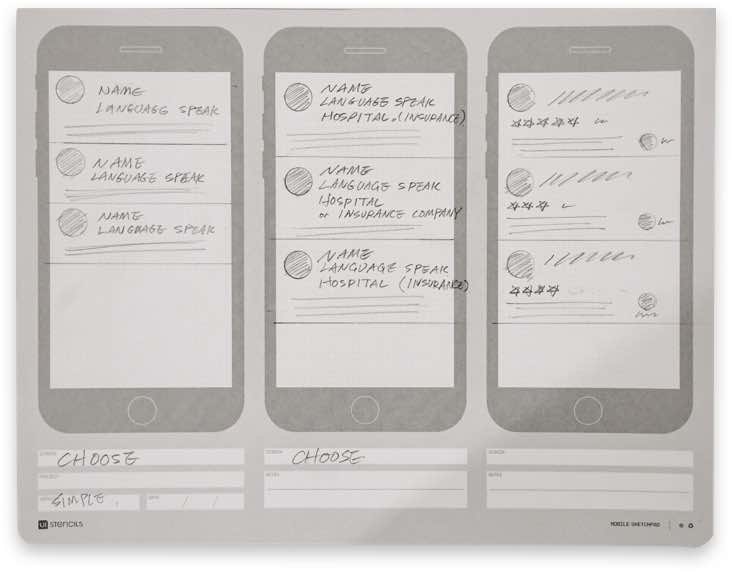 NAME
LANGUAGE SPEAK
NAME
LANGUAGE SPEAK
NAME
LANGUAGE SPEAK
NAME
LANGUAGE SPEAK
HOSPITAL. (INSURANCE)
NAME
LANGUAGE SPEAK
HOSPITAL
or INSURANCE COMPANY
NAME
LANGUAGE SPEAK
HOSPITAL (INSURANCE)
SCREEN
CHOOSE
PROJECT
SIMPLE.
DATE
/ /
SCREEN
CHOOSE
NOTES
SCREEN
NOTES
UI STENCILS
MOBILE SKETCHPAD